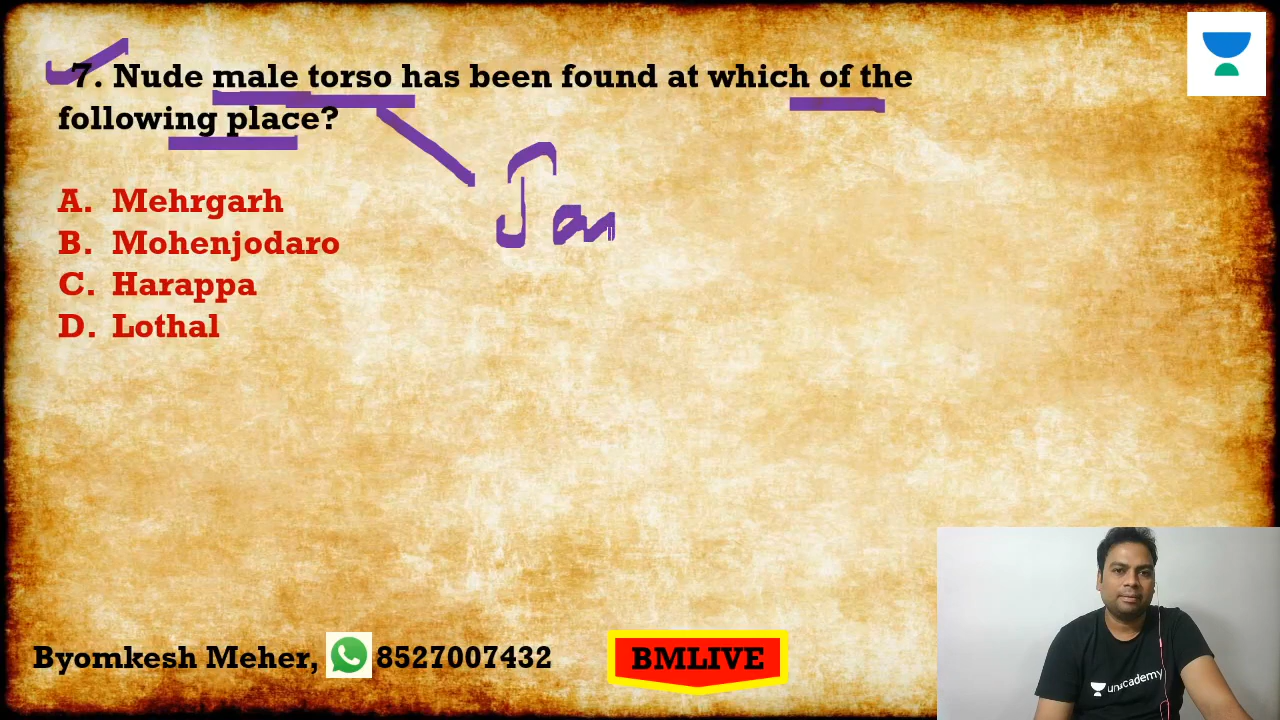 7. Nude male torso has been found at which of the
following place?
A. Mehrgarh
B. Mohenjodaro
C. Harappa
D. Lothal
Byomkesh Meher, 8527007432
BMLIVE
unacademy